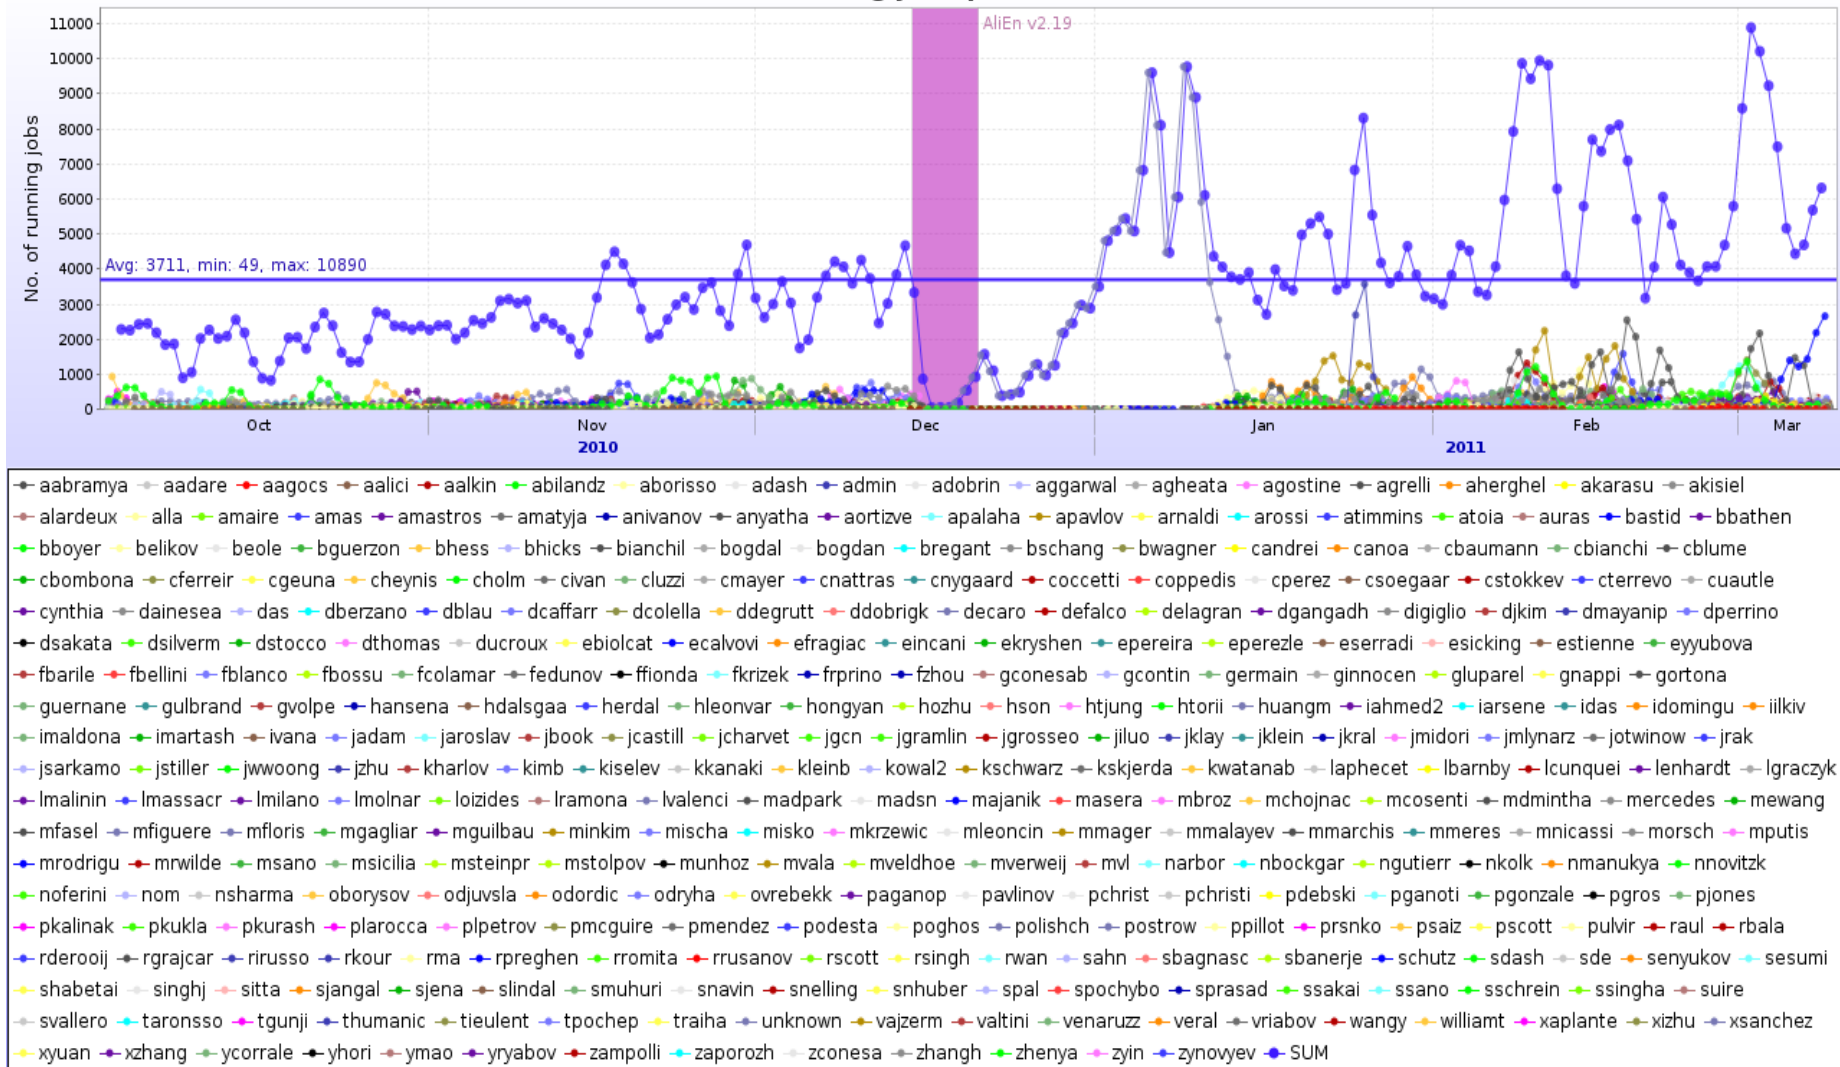 11000
AliEn v2.19
10000
9000
8000
7000
6000
5000
4000
3000
2000
1000
0
No. of running jobs
Avg: 3711, min: 49, max: 10890
Oct Nov Dec Jan Feb Mar
2010 2011
aabramya aadare aagocs aalici aalkin abilandz aborisso adash admin adobrin aggarwal agheata agostine agrelli aherghel akarasu akisiel
alardeux alla amaire amas amastros amatyja anivanov anyatha aortizve apalaha apavlov arnaldi arossi atimmins atoia auras bastid bbathen
bboyer belikov beole bguerzon bhess bhicks bianchil bogdal bogdan bregant bschang bwagner candrei canoa cbaumann cbianchi cblume
cbombona cferreir cgeuna cheynis cholm civan cluzzi cmayer cnattras cnygaard coccetti coppedis cperez csoegaar cstokkev cterrevo cuautle
cynthia dainesea das dberzano dblau dcaffarr dcolella ddegrutt ddobrigk decaro defalco delagran dgangadh digiglio djkim dmayanip dperrino
dsakata dsilverm dstocco dthomas ducroux ebiolcat ecalvovi efragiac eincani ekryshen epereira eperezle eserradi esicking estienne eyyubova
fbarile fbellini fblanco fbossu fcolamar fedunov ffionda fkrizek frprino fzhou gconesab gcontin germain ginnocen gluparel gnappi gortona
guernane gulbrand gvolpe hansena hdalsgaa herdal hleonvar hongyan hozhu hson htjung htorii huangm iahmed2 iarsene idas idomingu iilkiv
imaldona imartash ivana jadam jaroslav jbook jcastill jcharvet jgcn jgramlin jgrosseo jiluo jklay jklein jkral jmidori jmlynarz jotwinow jrak
jsarkamo jstiller jwwoong jzhu kharlov kimb kiselev kkanaki kleinb kowal2 kschwarz kskjerda kwatanab laphecet lbarnby lcunquei lenhardt lgraczyk
lmalinin lmassacr lmilano lmolnar loizides lramona lvalenci madpark madsn majanik masera mbroz mchojnac mcosenti mdmintha mercedes mewang
mfasel mfiguere mfloris mgagliar mguilbau minkim mischa misko mkrzewic mleoncin mmager mmalayev mmarchis mmeres mnicassi morsch mputis
mrodrigu mrwilde msano msicilia msteinpr mstolpov munhoz mvala mveldhoe mverweij mvl narbor nbockgar ngutierr nkolk nmanukya nnovitzk
noferini nom nsharma oborysov odjuvsla odordic odryha ovrebekk paganop pavlinov pchrist pchristi pdebski pganoti pgonzale pgros pjones
pkalinak pkukla pkurash plarocca plpetrov pmcguire pmendez podesta poghos polishch postrow ppillot prsnko psaiz pscott pulvir raul rbala
rderooij rgrajcar rirusso rkour rma rpreghen rromita rrusanov rscott rsingh rwan sahn sbagnasc sbanerje schutz sdash sde senyukov sesumi
shabetai singhj sitta sjangal sjena slindal smuhuri snavin snelling snhuber spal spochybo sprasad ssakai ssano sschrein ssingha suire
svallero taronsso tgunji thumanic tieulent tpochep traiha unknown vajzerm valtini venaruzz veral vriabov wangy williamt xaplante xizhu xsanchez
xyuan xzhang ycorrale yhori ymao yryabov zampolli zaporozh zconesa zhangh zhenya zyin zynovyev SUM